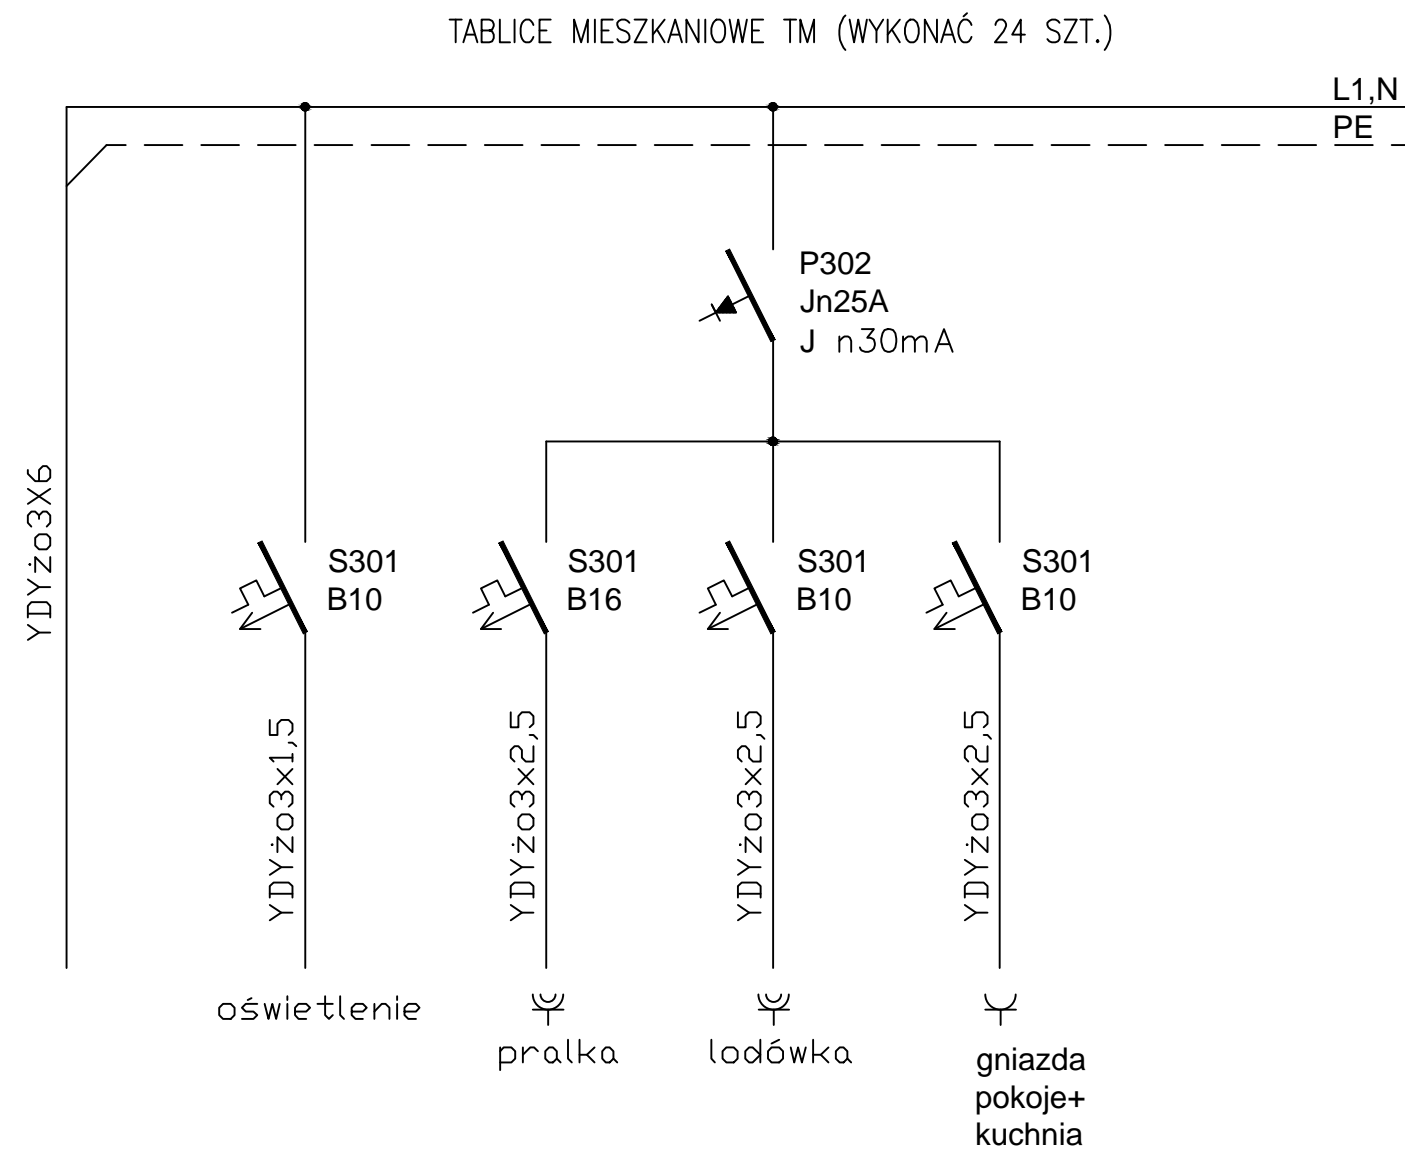 TABLICE MIESZKANIOWE TM (WYKONAĆ 24 SZT.)
L1,N
PE
P302
Jn25A
J n30mA
YDYżo3X6
S301
B10
S301
B16
S301
B10
S301
B10
YDYżo3x1,5
YDYżo3x2,5
YDYżo3x2,5
YDYżo3x2,5
oświetlenie
pralka
lodówka
gniazda
pokoje+
kuchnia